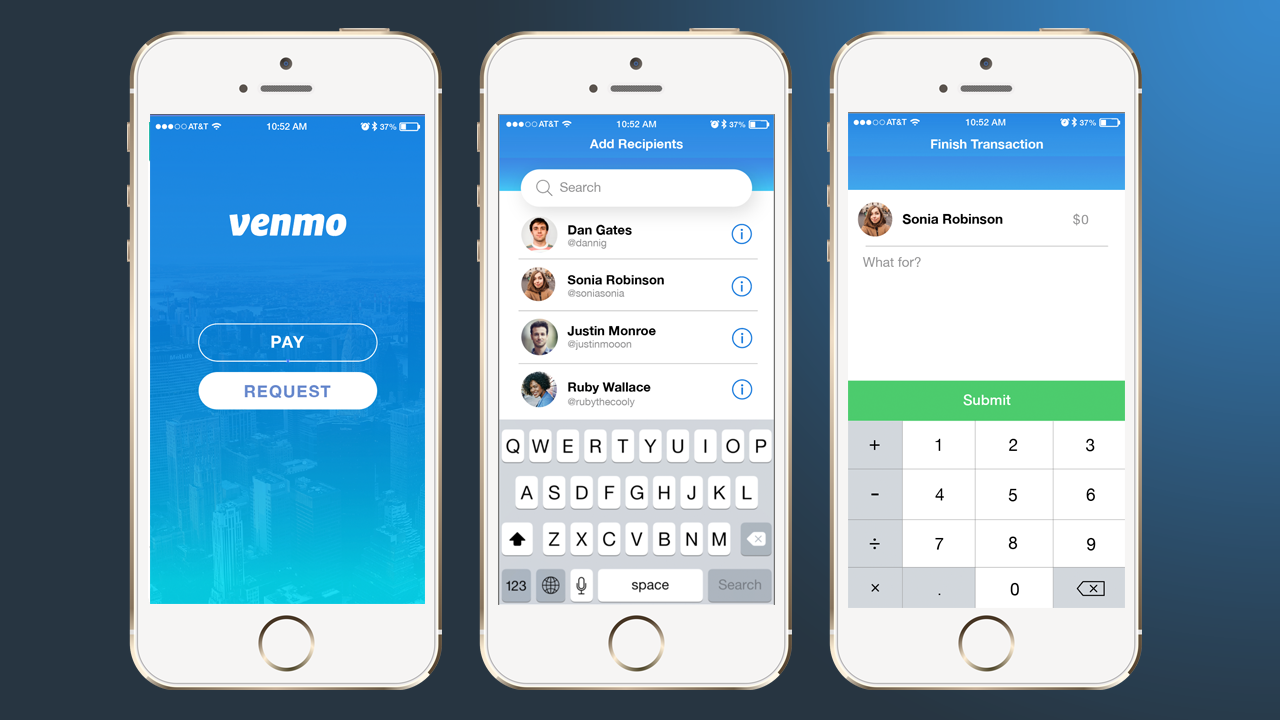 ●●●○○ AT&T 10:52 AM 37%
venmo
PAY
REQUEST
●●●○○ AT&T 10:52 AM 37%
Add Recipients
Search
Dan Gates
@dannig
Sonia Robinson
@soniasonia
Justin Monroe
@justinmooon
Ruby Wallace
@rubythecooly
Q W E R T Y U I O P
A S D F G H J K L
Z X C V B N M
123 space Search
●●●○○ AT&T 10:52 AM 37%
Finish Transaction
Sonia Robinson $0
What for?
Submit
+ 1 2 3
- 4 5 6
÷ 7 8 9
× . 0